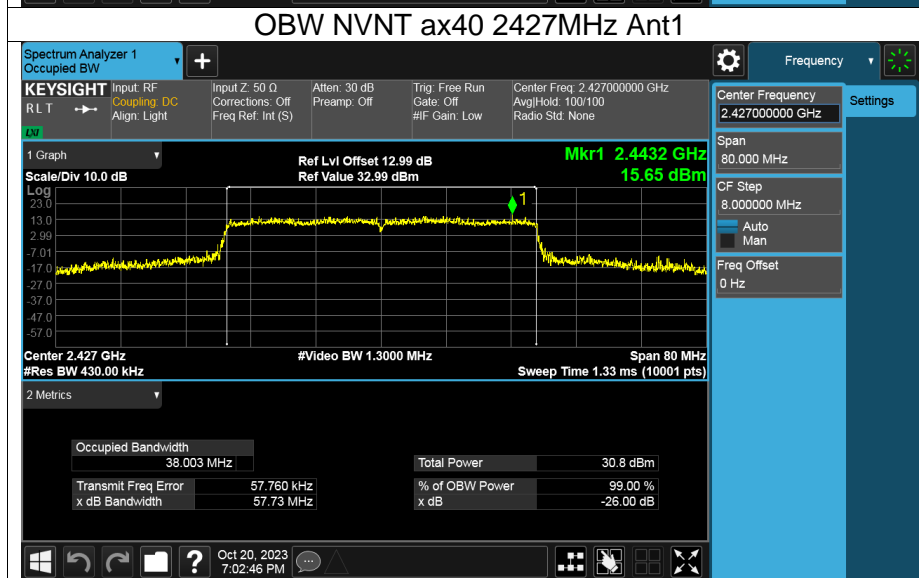 OBW NVNT ax40 2427MHz Ant1
Spectrum Analyzer 1
Occupied BW
+
Frequency
KEYSIGHT
R L T
LXI
Input: RF
Coupling: DC
Align: Light
Input Z: 50 Ω
Corrections: Off
Freq Ref: Int (S)
Atten: 30 dB
Preamp: Off
Trig: Free Run
Gate: Off
#IF Gain: Low
Center Freq: 2.427000000 GHz
Avg|Hold: 100/100
Radio Std: None
Center Frequency
2.427000000 GHz
Settings
Span
80.000 MHz
CF Step
8.000000 MHz
Auto
Man
Freq Offset
0 Hz
1 Graph
Scale/Div 10.0 dB
Ref Lvl Offset 12.99 dB
Ref Value 32.99 dBm
Mkr1 2.4432 GHz
15.65 dBm
Log
23.0
13.0
2.99
-7.01
-17.0
-27.0
-37.0
-47.0
-57.0
1
Center 2.427 GHz
#Video BW 1.3000 MHz
Span 80 MHz
#Res BW 430.00 kHz
Sweep Time 1.33 ms (10001 pts)
2 Metrics
Occupied Bandwidth
38.003 MHz
Total Power 30.8 dBm
Transmit Freq Error 57.760 kHz
% of OBW Power 99.00 %
x dB Bandwidth 57.73 MHz
x dB -26.00 dB
?
Oct 20, 2023
7:02:46 PM